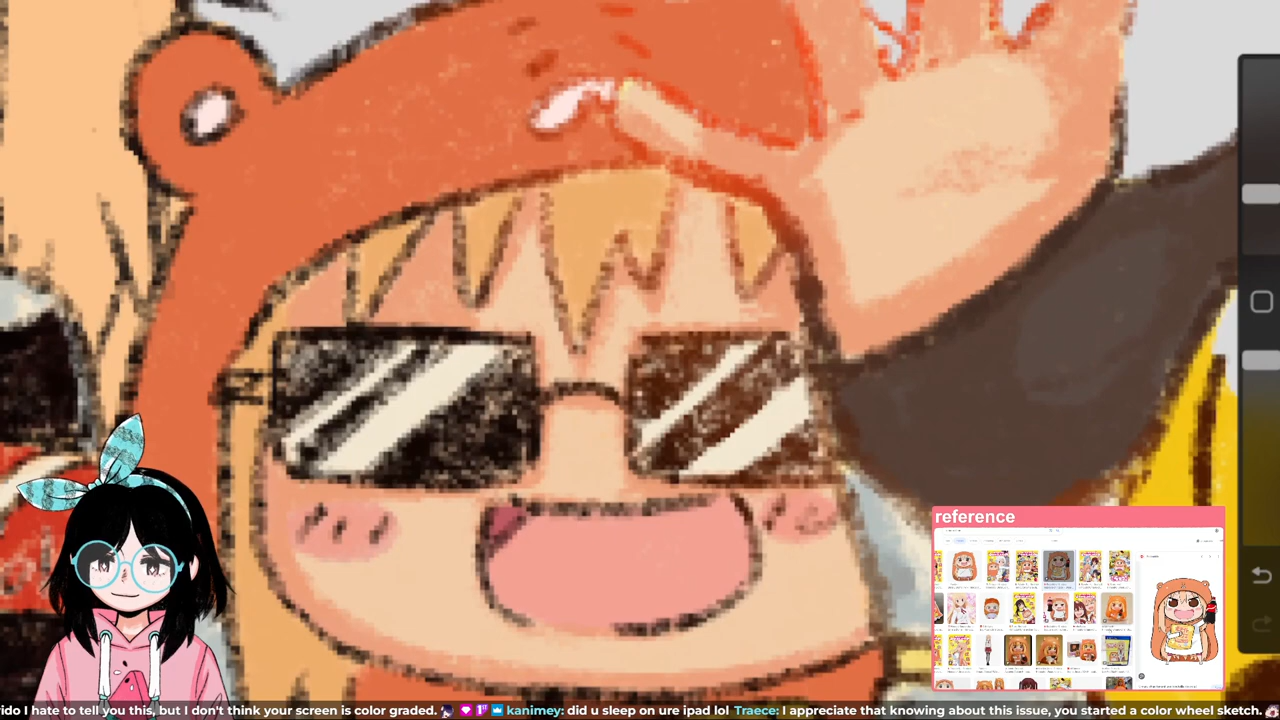 reference
rido I hate to tell you this, but I don't think your screen is color graded. kanimey: did u sleep on ure ipad lol Traece: I appreciate that knowing about this issue, you started a color wheel sketch.